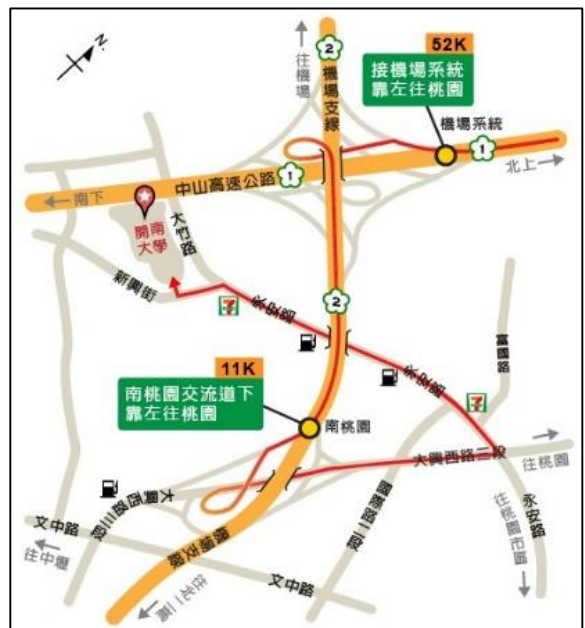 N
2
往機場
機場支線
52K
接機場系統
靠左往桃園
機場系統
1
北上
中山高速公路
1
南下
開南
大學
大竹路
新興街
永安路
2
富國路
11K
南桃園交流道下
靠左往桃園
南桃園
永安路
大興西路二段
往桃園
大興西路三段
國際路一段
往桃園市區
永安路
文中路
往中壢
機場支線
文中路
往北二高